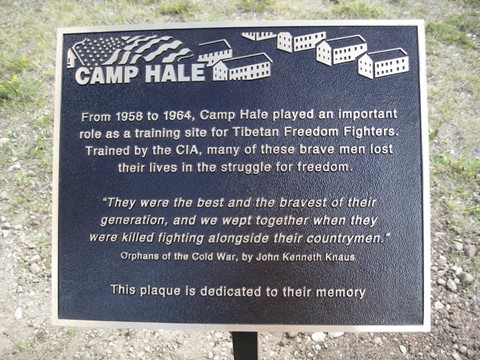 CAMP HALE
From 1958 to 1964, Camp Hale played an important
role as a training site for Tibetan Freedom Fighters.
Trained by the CIA, many of these brave men lost
their lives in the struggle for freedom.
"They were the best and the bravest of their
generation, and we wept together when they
were killed fighting alongside their countrymen."
Orphans of the Cold War, by John Kenneth Knaus
This plaque is dedicated to their memory